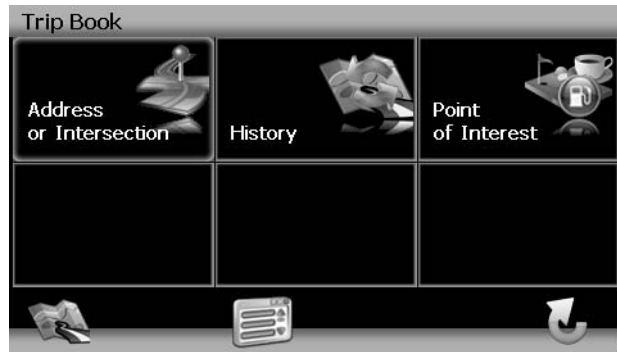 Trip Book
Address
or Intersection
History
Point
of Interest